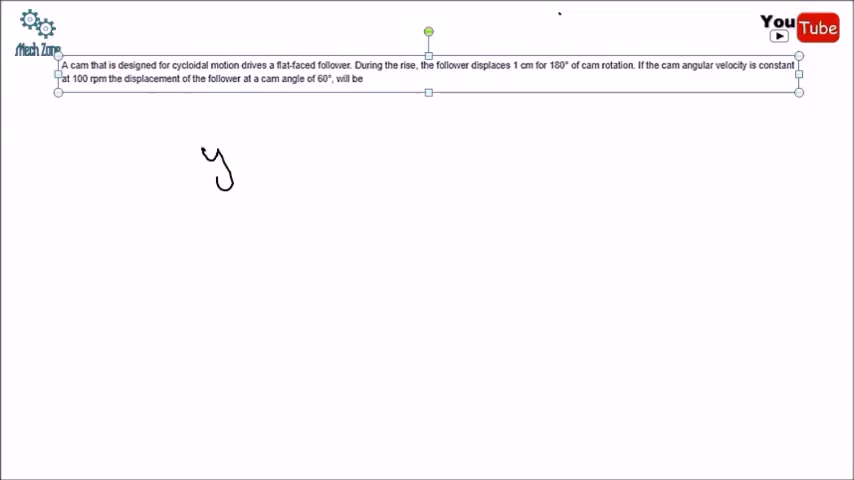 You Tube
Mech Zone
A cam that is designed for cycloidal motion drives a flat-faced follower. During the rise, the follower displaces 1 cm for 180° of cam rotation. If the cam angular velocity is constant
at 100 rpm the displacement of the follower at a cam angle of 60°, will be
y